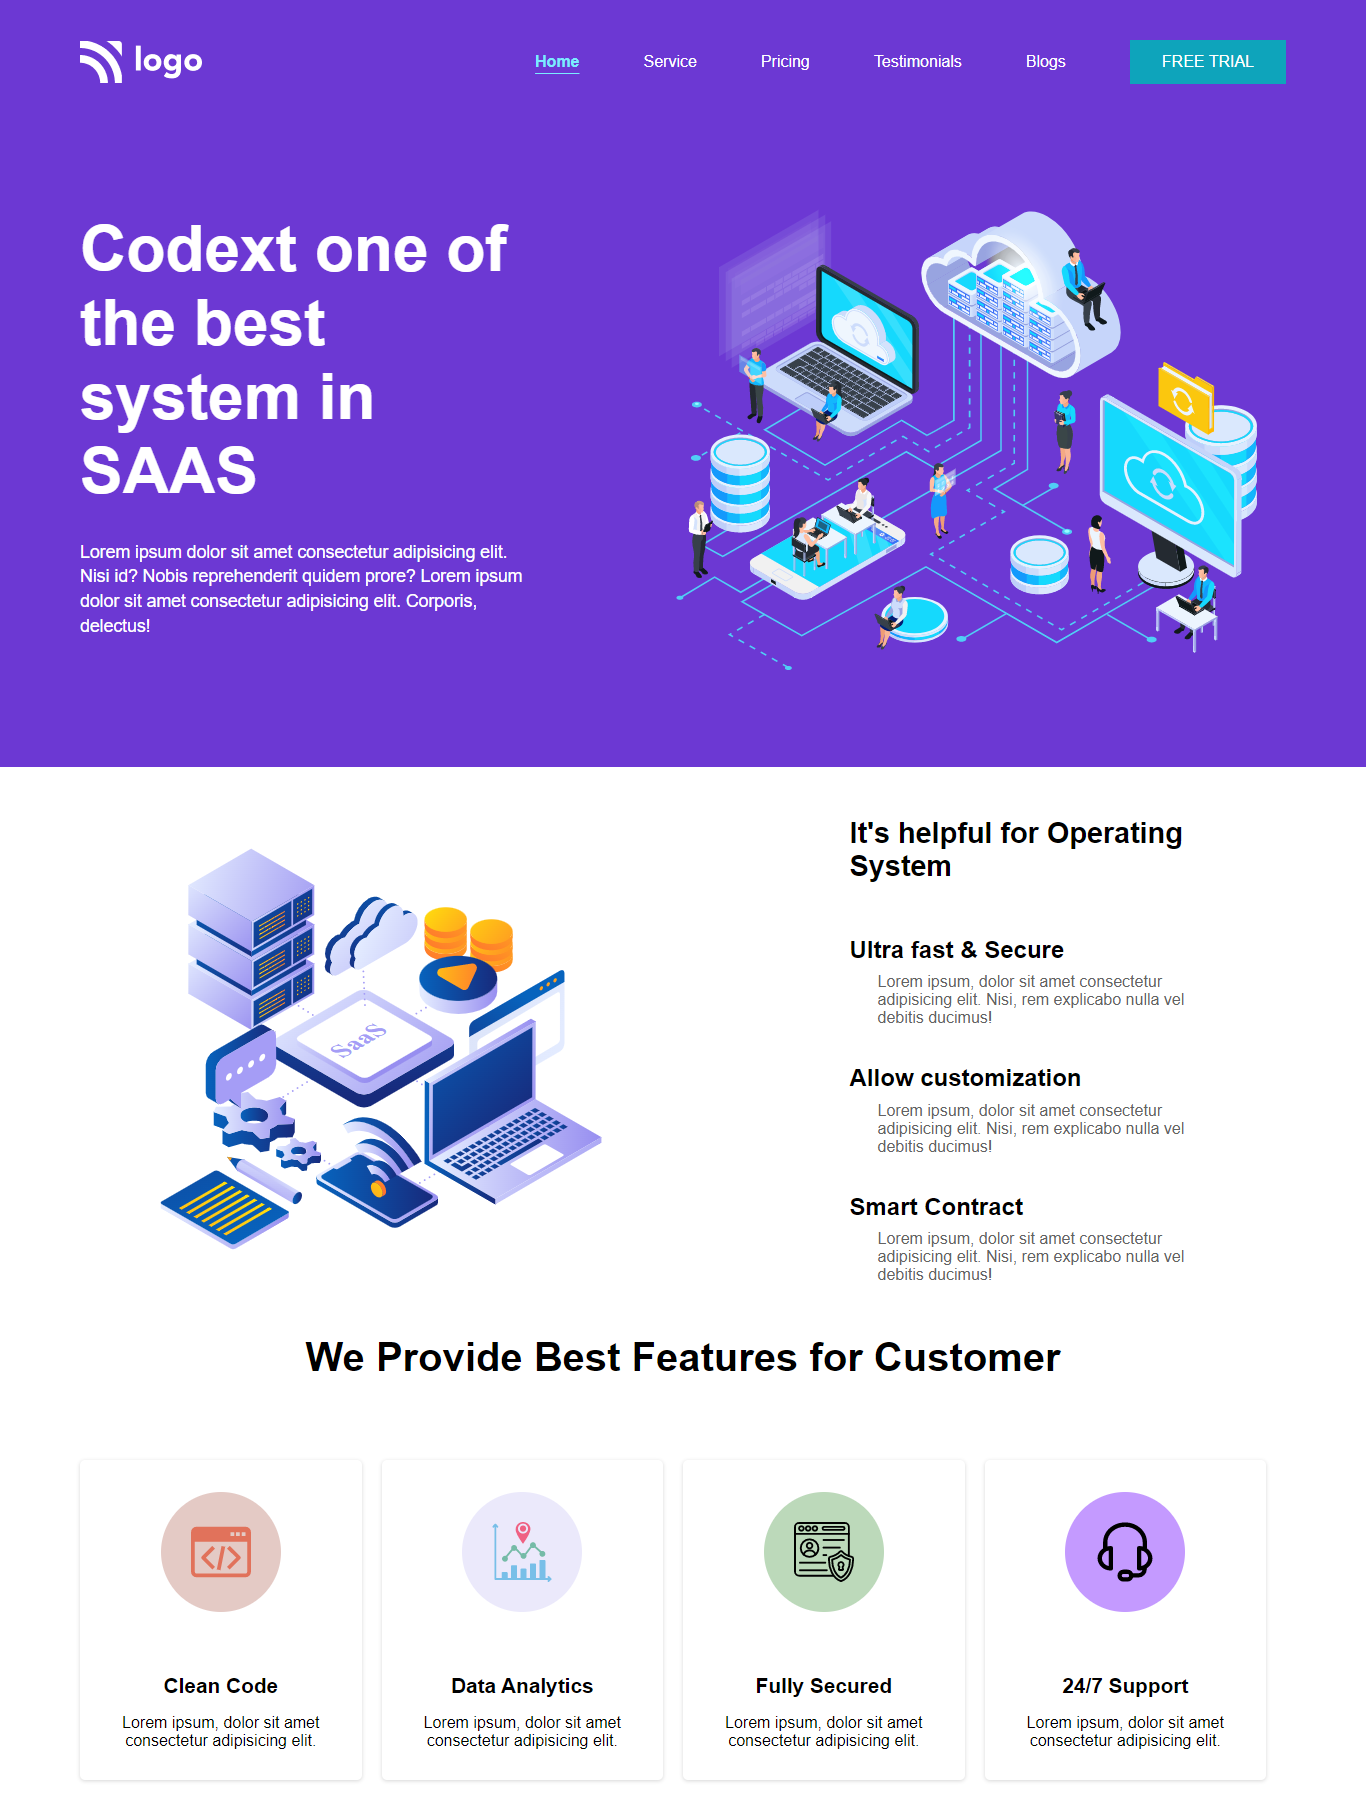 logo
Home
Service
Pricing
Testimonials
Blogs
FREE TRIAL
Codext one of
the best
system in
SAAS
Lorem ipsum dolor sit amet consectetur adipisicing elit.
Nisi id? Nobis reprehenderit quidem prore? Lorem ipsum
dolor sit amet consectetur adipisicing elit. Corporis,
delectus!
SaaS
It's helpful for Operating
System
Ultra fast & Secure
Lorem ipsum, dolor sit amet consectetur
adipisicing elit. Nisi, rem explicabo nulla vel
debitis ducimus!
Allow customization
Lorem ipsum, dolor sit amet consectetur
adipisicing elit. Nisi, rem explicabo nulla vel
debitis ducimus!
Smart Contract
Lorem ipsum, dolor sit amet consectetur
adipisicing elit. Nisi, rem explicabo nulla vel
debitis ducimus!
We Provide Best Features for Customer
Clean Code
Lorem ipsum, dolor sit amet
consectetur adipisicing elit.
Data Analytics
Lorem ipsum, dolor sit amet
consectetur adipisicing elit.
Fully Secured
Lorem ipsum, dolor sit amet
consectetur adipisicing elit.
24/7 Support
Lorem ipsum, dolor sit amet
consectetur adipisicing elit.